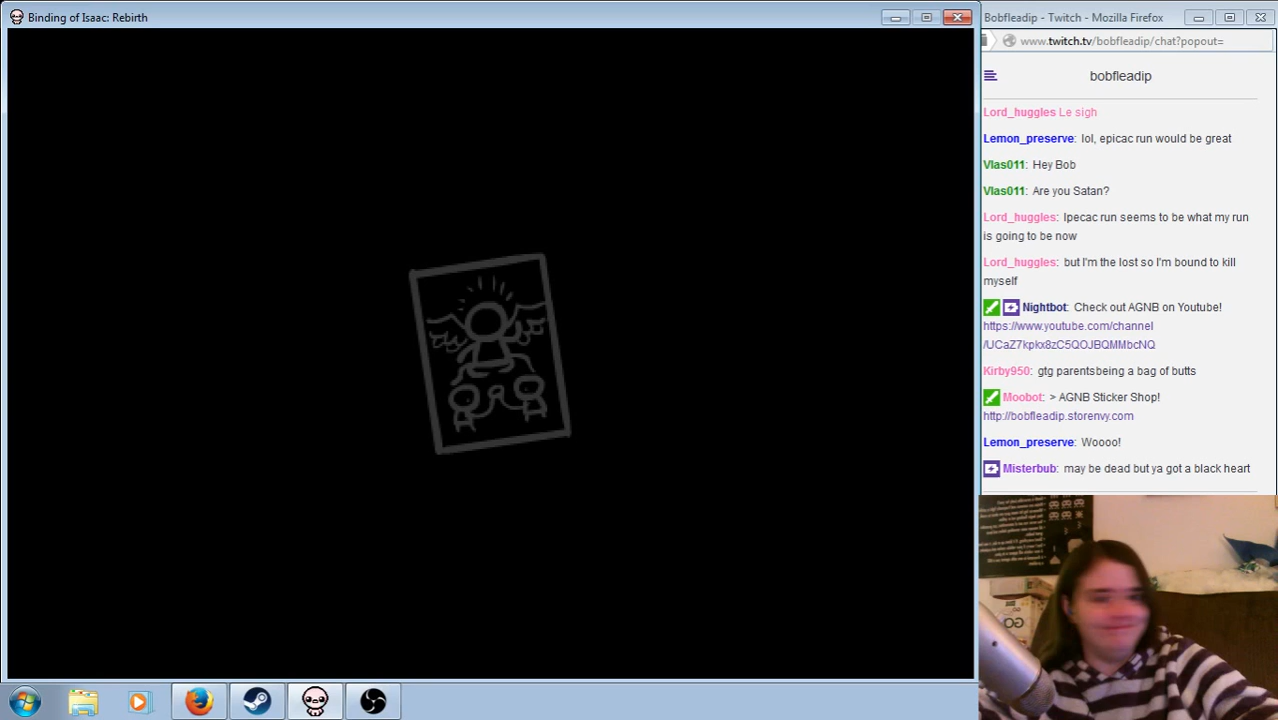 Binding of Isaac: Rebirth
Bobfleadip - Twitch - Mozilla Firefox
www.twitch.tv/bobfleadip/chat?popout=
bobfleadip
Lord_huggles Le sigh
Lemon_preserve: lol, epicac run would be great
Vlas011: Hey Bob
Vlas011: Are you Satan?
Lord_huggles: Ipecac run seems to be what my run
is going to be now
Lord_huggles: but I'm the lost so I'm bound to kill
myself
Nightbot: Check out AGNB on Youtube!
https://www.youtube.com/channel
/UCaZ7kpkx8zC5QOJBQMMbcNQ
Kirby950: gtg parentsbeing a bag of butts
Moobot: > AGNB Sticker Shop!
http://bobfleadip.storenvy.com
Lemon_preserve: Woooo!
Misterbub: may be dead but ya got a black heart
GO